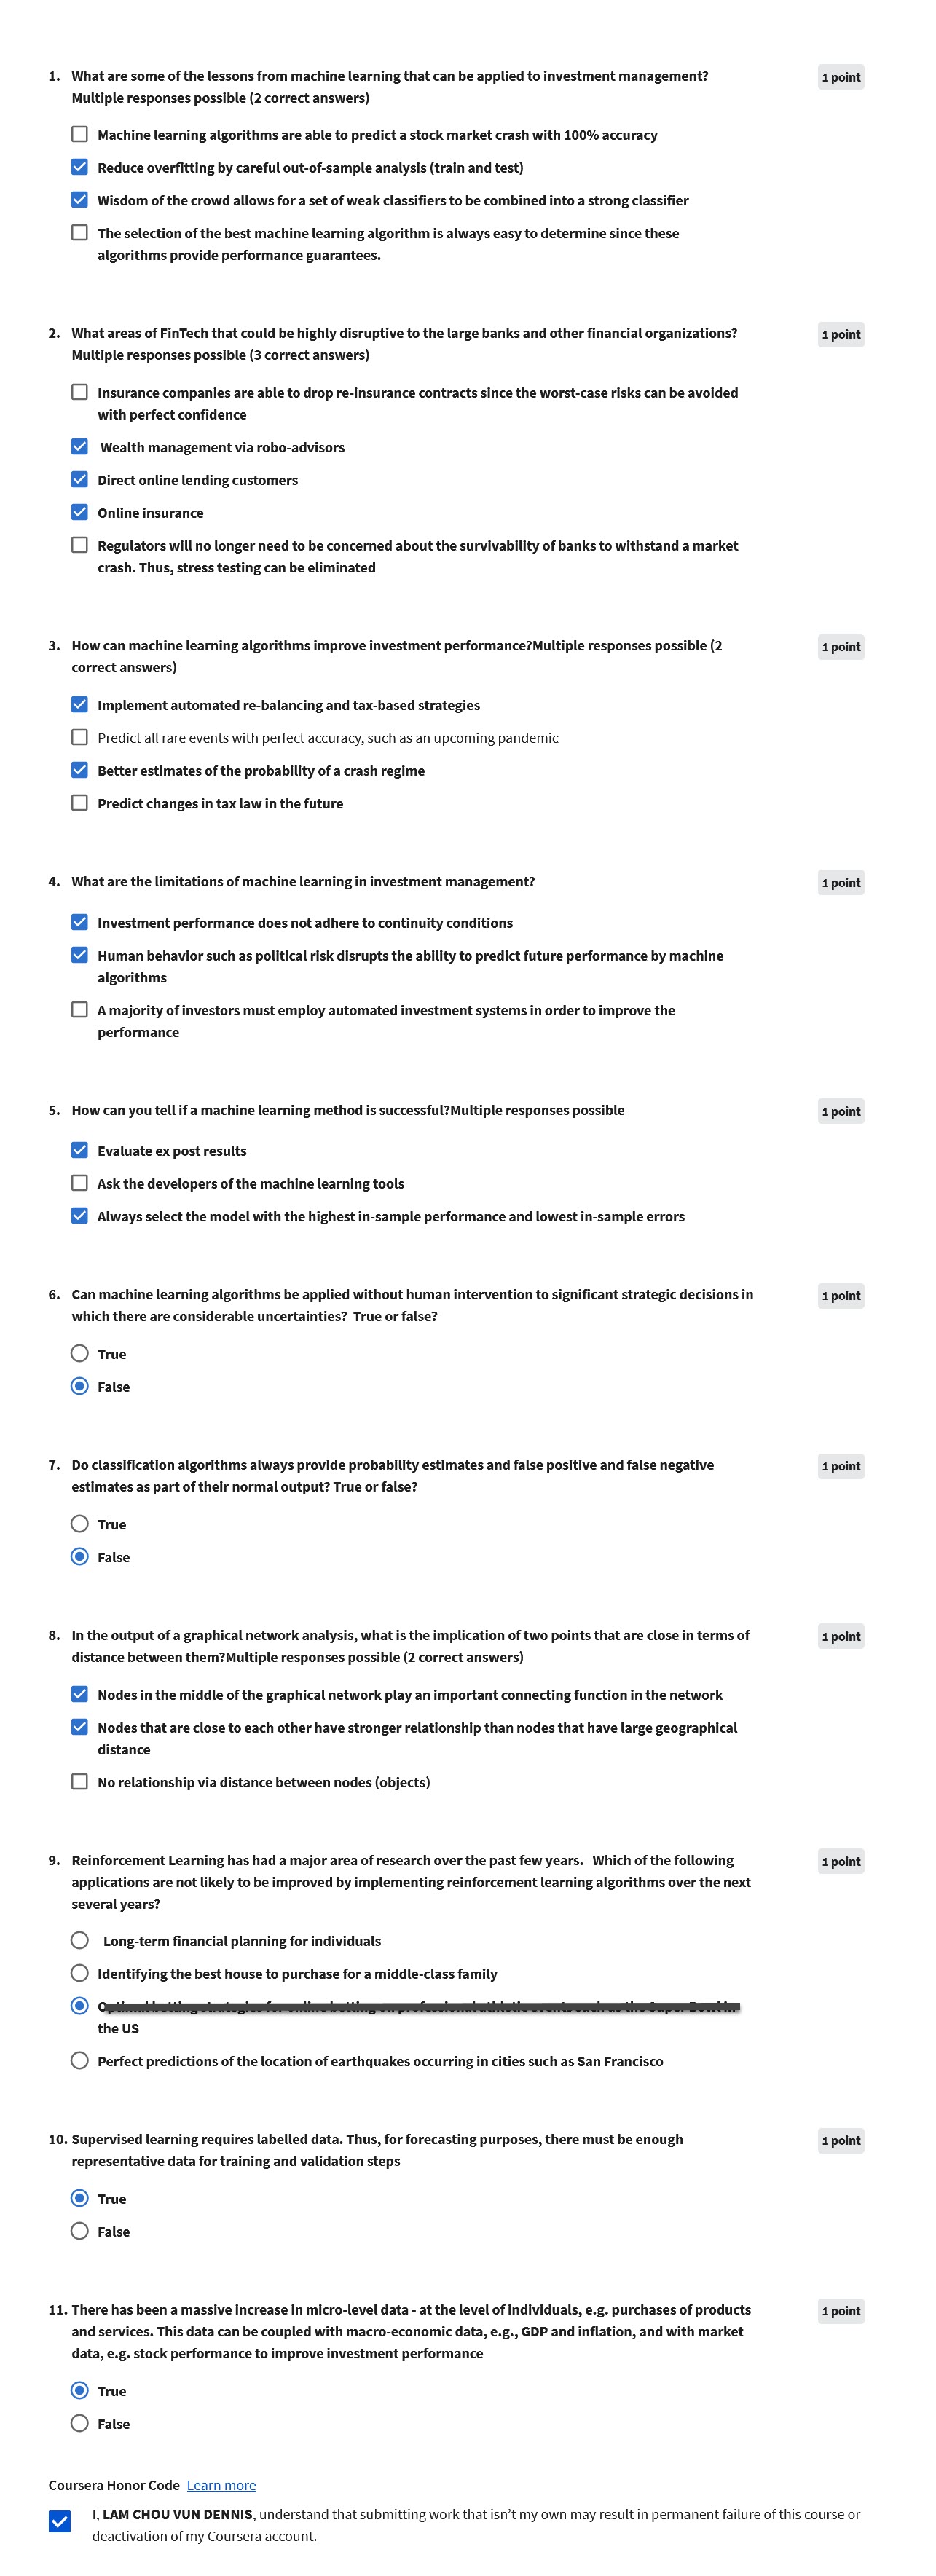 1. What are some of the lessons from machine learning that can be applied to investment management?
Multiple responses possible (2 correct answers)
1 point
Machine learning algorithms are able to predict a stock market crash with 100% accuracy
Reduce overfitting by careful out-of-sample analysis (train and test)
Wisdom of the crowd allows for a set of weak classifiers to be combined into a strong classifier
The selection of the best machine learning algorithm is always easy to determine since these
algorithms provide performance guarantees.
2. What areas of FinTech that could be highly disruptive to the large banks and other financial organizations?
Multiple responses possible (3 correct answers)
1 point
Insurance companies are able to drop re-insurance contracts since the worst-case risks can be avoided
with perfect confidence
Wealth management via robo-advisors
Direct online lending customers
Online insurance
Regulators will no longer need to be concerned about the survivability of banks to withstand a market
crash. Thus, stress testing can be eliminated
3. How can machine learning algorithms improve investment performance?Multiple responses possible (2
correct answers)
1 point
Implement automated re-balancing and tax-based strategies
Predict all rare events with perfect accuracy, such as an upcoming pandemic
Better estimates of the probability of a crash regime
Predict changes in tax law in the future
4. What are the limitations of machine learning in investment management?
1 point
Investment performance does not adhere to continuity conditions
Human behavior such as political risk disrupts the ability to predict future performance by machine
algorithms
A majority of investors must employ automated investment systems in order to improve the
performance
5. How can you tell if a machine learning method is successful?Multiple responses possible
1 point
Evaluate ex post results
Ask the developers of the machine learning tools
Always select the model with the highest in-sample performance and lowest in-sample errors
6. Can machine learning algorithms be applied without human intervention to significant strategic decisions in
which there are considerable uncertainties? True or false?
1 point
True
False
7. Do classification algorithms always provide probability estimates and false positive and false negative
estimates as part of their normal output? True or false?
1 point
True
False
8. In the output of a graphical network analysis, what is the implication of two points that are close in terms of
distance between them?Multiple responses possible (2 correct answers)
1 point
Nodes in the middle of the graphical network play an important connecting function in the network
Nodes that are close to each other have stronger relationship than nodes that have large geographical
distance
No relationship via distance between nodes (objects)
9. Reinforcement Learning has had a major area of research over the past few years. Which of the following
applications are not likely to be improved by implementing reinforcement learning algorithms over the next
several years?
1 point
Long-term financial planning for individuals
Identifying the best house to purchase for a middle-class family
the US
Perfect predictions of the location of earthquakes occurring in cities such as San Francisco
10. Supervised learning requires labelled data. Thus, for forecasting purposes, there must be enough
representative data for training and validation steps
1 point
True
False
11. There has been a massive increase in micro-level data - at the level of individuals, e.g. purchases of products
and services. This data can be coupled with macro-economic data, e.g., GDP and inflation, and with market
data, e.g. stock performance to improve investment performance
1 point
True
False
Coursera Honor Code Learn more
I, LAM CHOU VUN DENNIS, understand that submitting work that isn't my own may result in permanent failure of this course or
deactivation of my Coursera account.